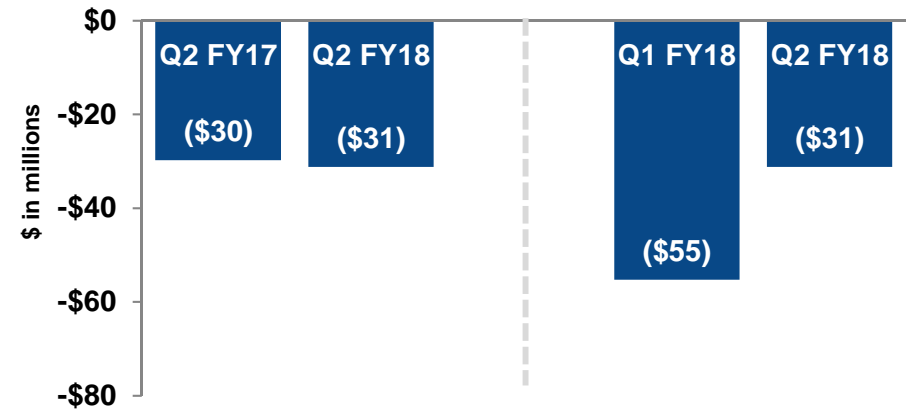 $0
-$20
-$40
-$60
-$80
$ in millions
Q2 FY17
Q2 FY18
Q1 FY18
Q2 FY18
($30)
($31)
($55)
($31)